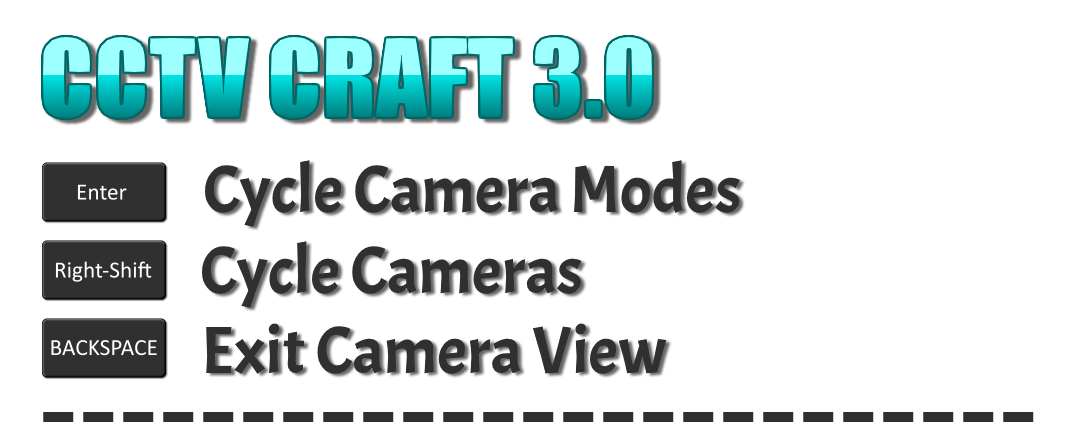 CCTV CRAFT 3.0
Enter Cycle Camera Modes
Right-Shift Cycle Cameras
BACKSPACE Exit Camera View